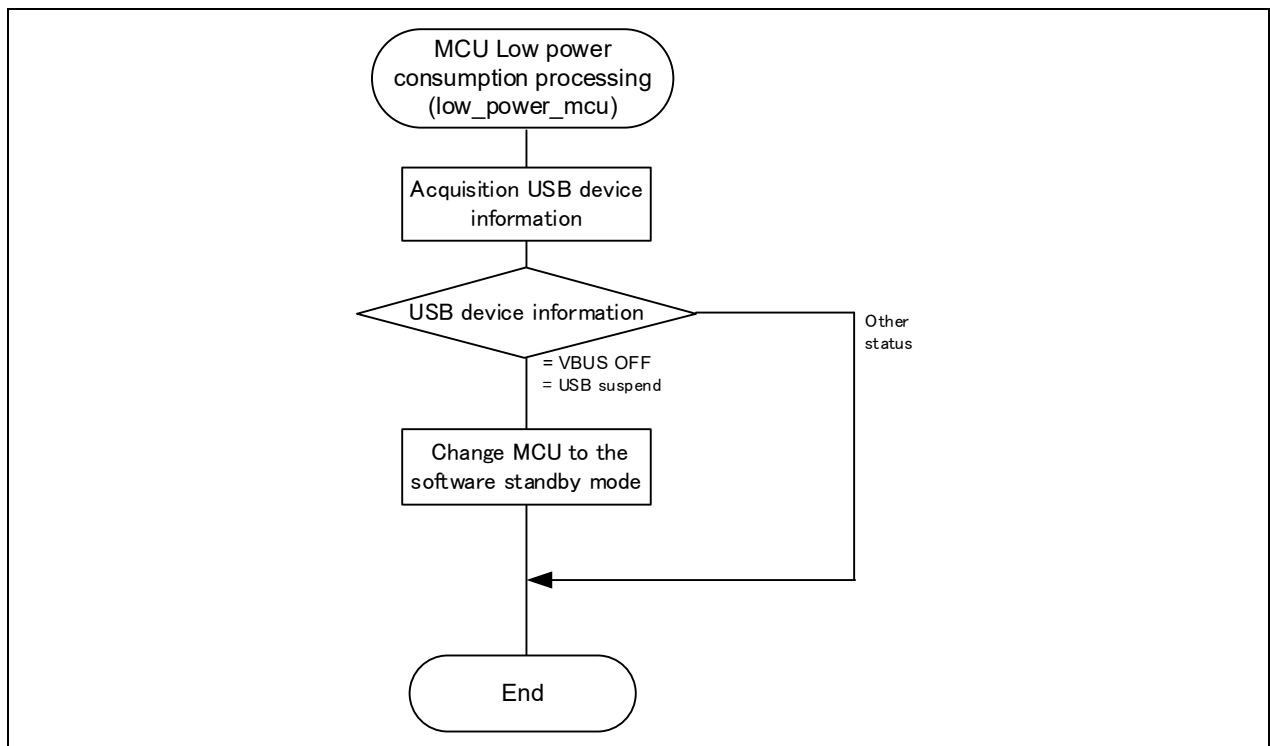 MCU Low power
consumption processing
(low_power_mcu)
Acquisition USB device
information
USB device information
Other
status
= VBUS OFF
= USB suspend
Change MCU to the
software standby mode
End